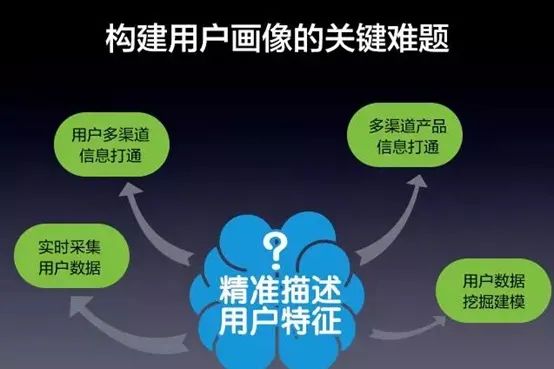 构建用户画像的关键难题
用户多渠道
信息打通
多渠道产品
信息打通
实时采集
用户数据
?
精准描述
用户特征
用户数据
挖掘建模